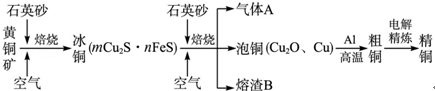 石英砂 石英砂 气体A
黄铜矿 焙烧 冰铜 (mCu₂S·nFeS) 焙烧 泡铜(Cu₂O、Cu) Al 高温 粗铜 电解精炼 精铜
空气 空气 熔渣B